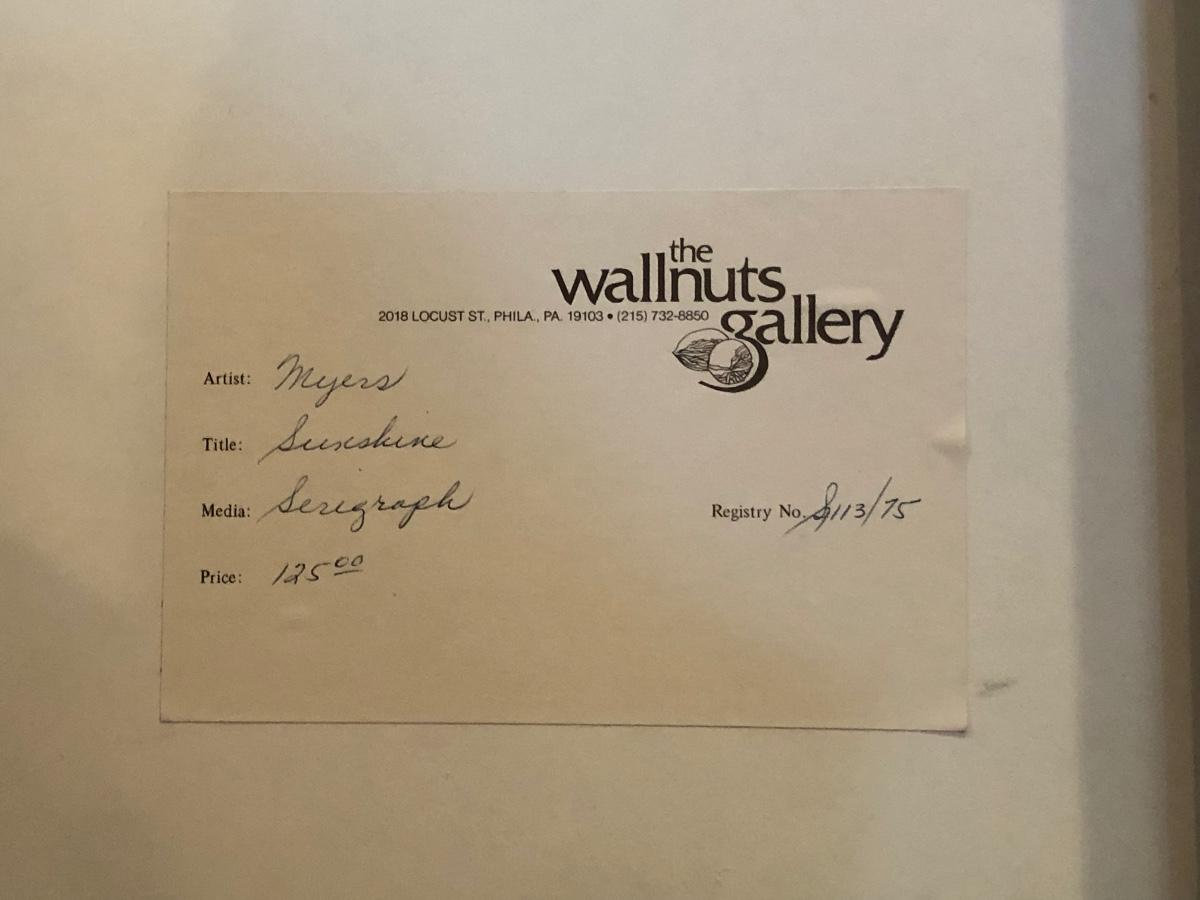 the
wallnuts
gallery
2018 LOCUST ST., PHILA., PA. 19103 • (215) 732-8850
Artist: Myers
Title: Sunshine
Media: Serigraph
Registry No. S113/75
Price: 125.00